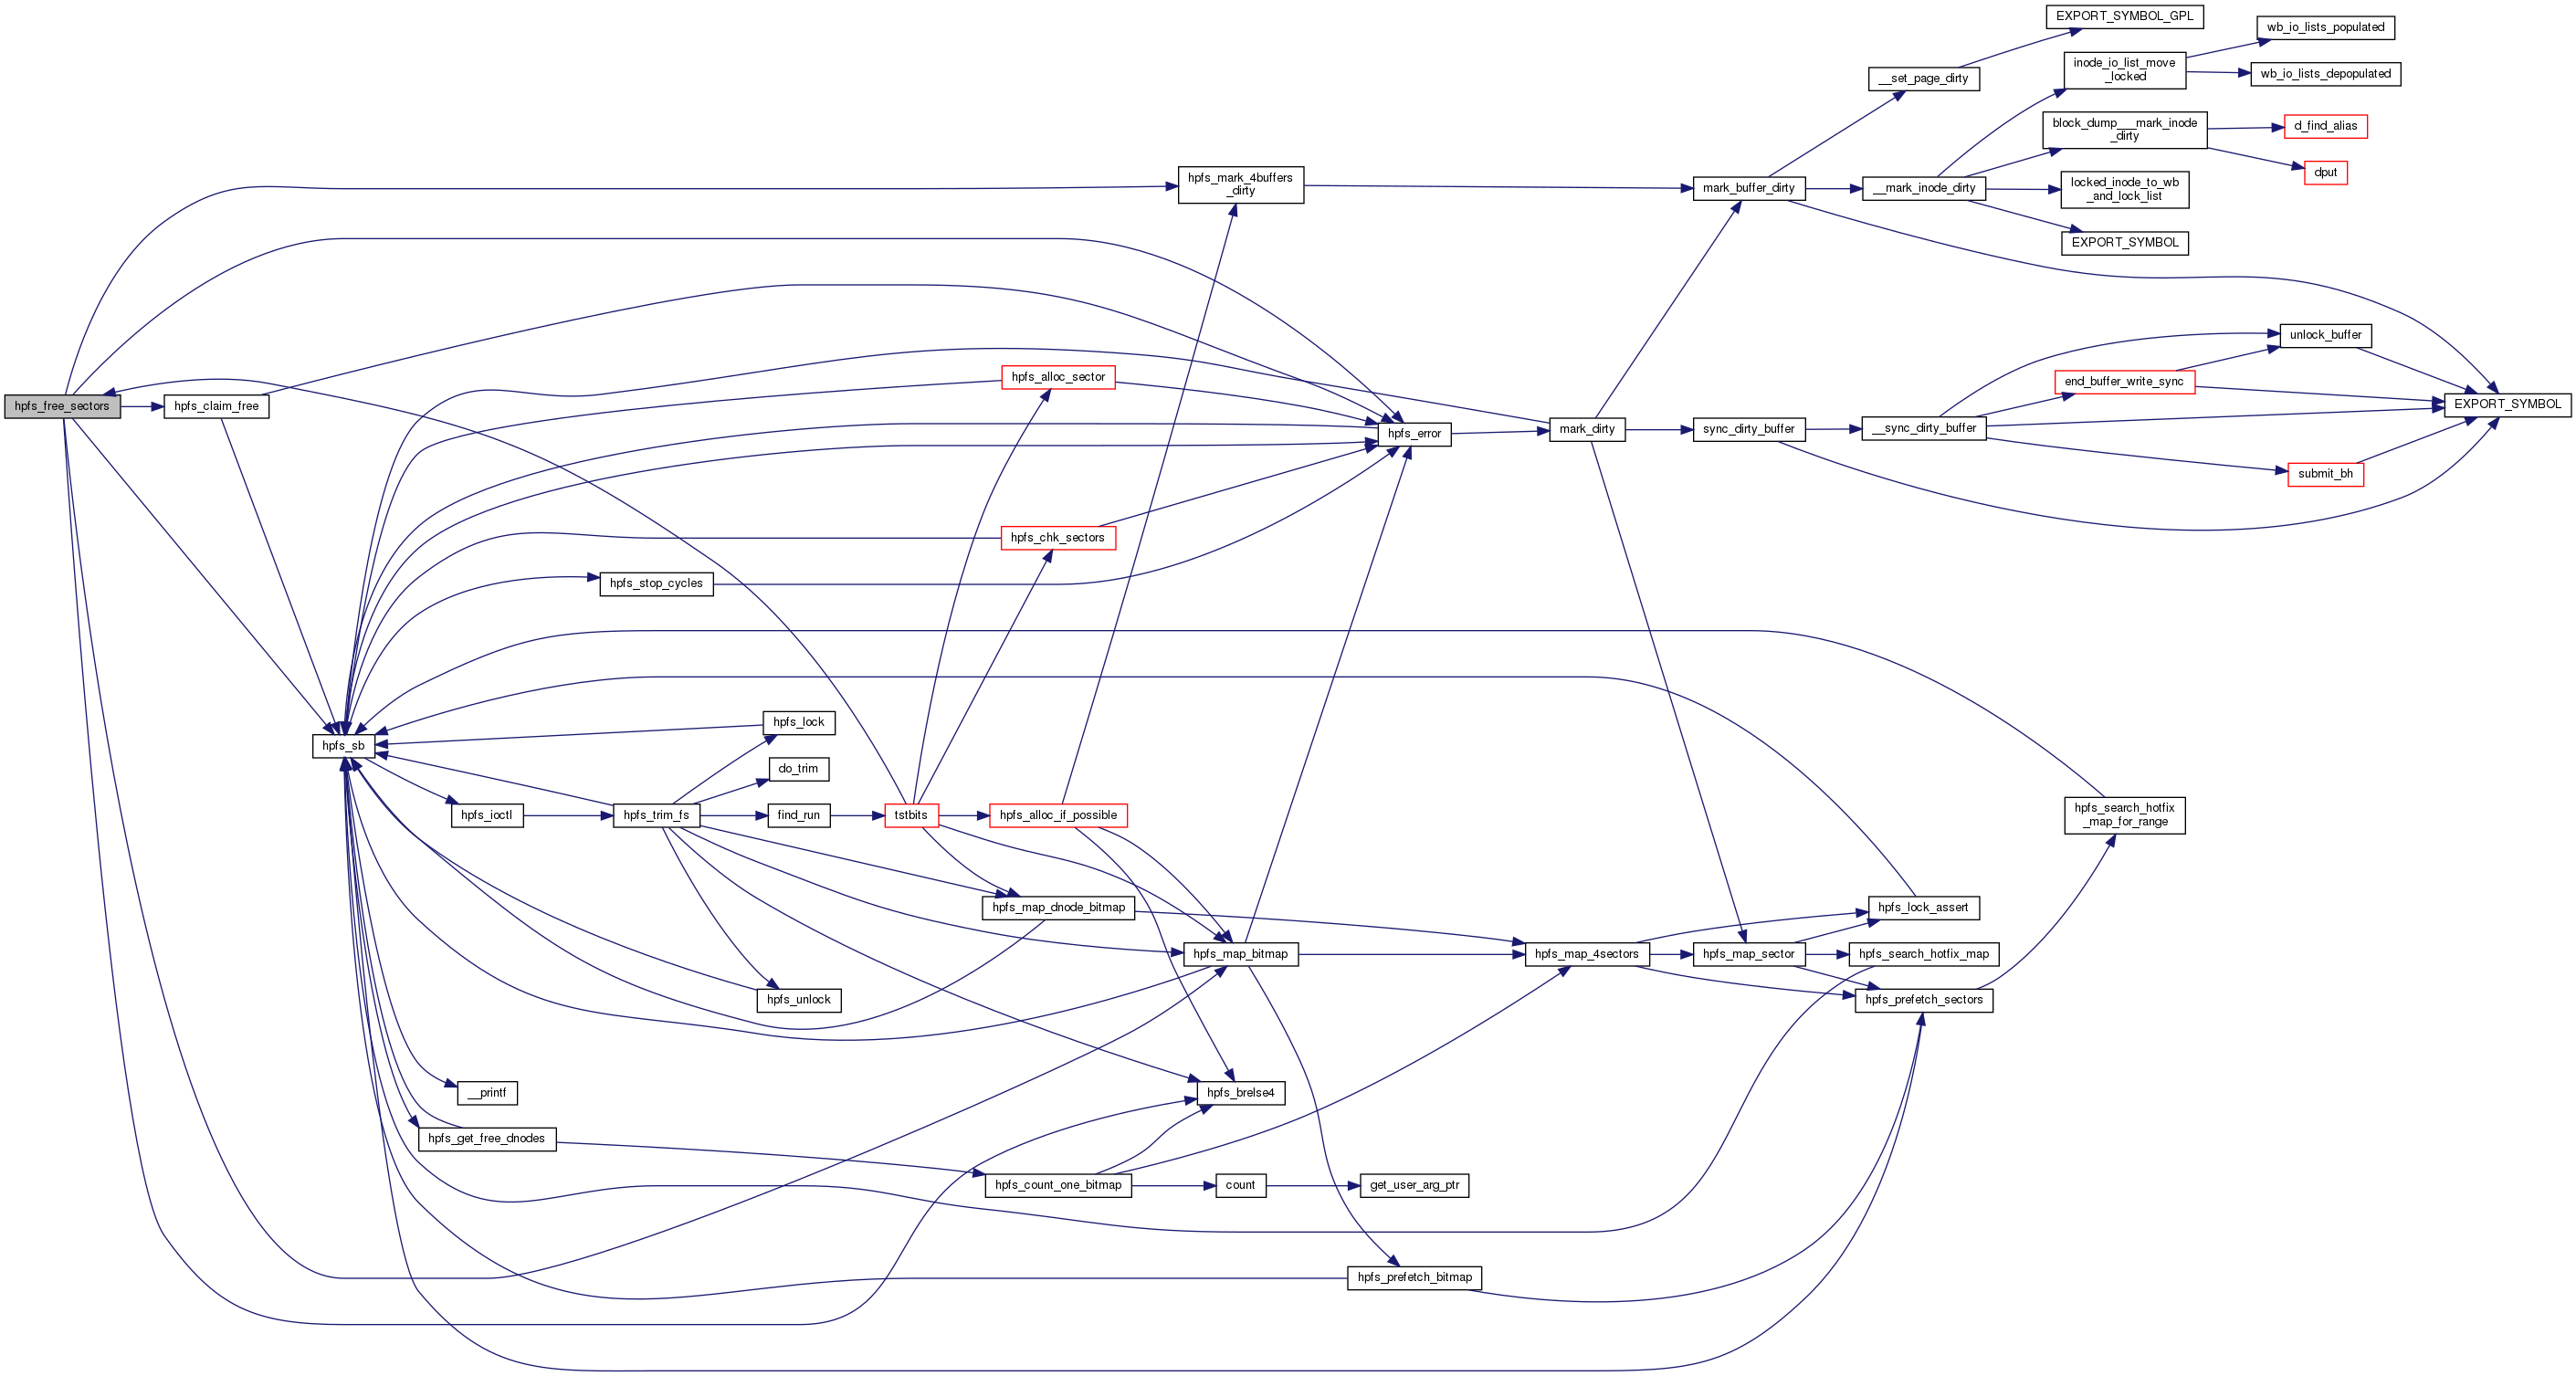 EXPORT_SYMBOL_GPL
wb_io_lists_populated
inode_io_list_move
_locked
__set_page_dirty
wb_io_lists_depopulated
block_dump___mark_inode
_dirty
d_find_alias
dput
hpfs_mark_4buffers
_dirty
mark_buffer_dirty
__mark_inode_dirty
locked_inode_to_wb
_and_lock_list
EXPORT_SYMBOL
unlock_buffer
hpfs_alloc_sector
end_buffer_write_sync
hpfs_free_sectors
hpfs_claim_free
EXPORT_SYMBOL
hpfs_error
mark_dirty
sync_dirty_buffer
__sync_dirty_buffer
submit_bh
hpfs_chk_sectors
hpfs_stop_cycles
hpfs_lock
hpfs_sb
do_trim
hpfs_ioctl
hpfs_trim_fs
find_run
tstbits
hpfs_alloc_if_possible
hpfs_search_hotfix
_map_for_range
hpfs_map_dnode_bitmap
hpfs_lock_assert
hpfs_map_bitmap
hpfs_map_4sectors
hpfs_map_sector
hpfs_search_hotfix_map
hpfs_unlock
hpfs_prefetch_sectors
__printf
hpfs_brelse4
hpfs_get_free_dnodes
hpfs_count_one_bitmap
count
get_user_arg_ptr
hpfs_prefetch_bitmap